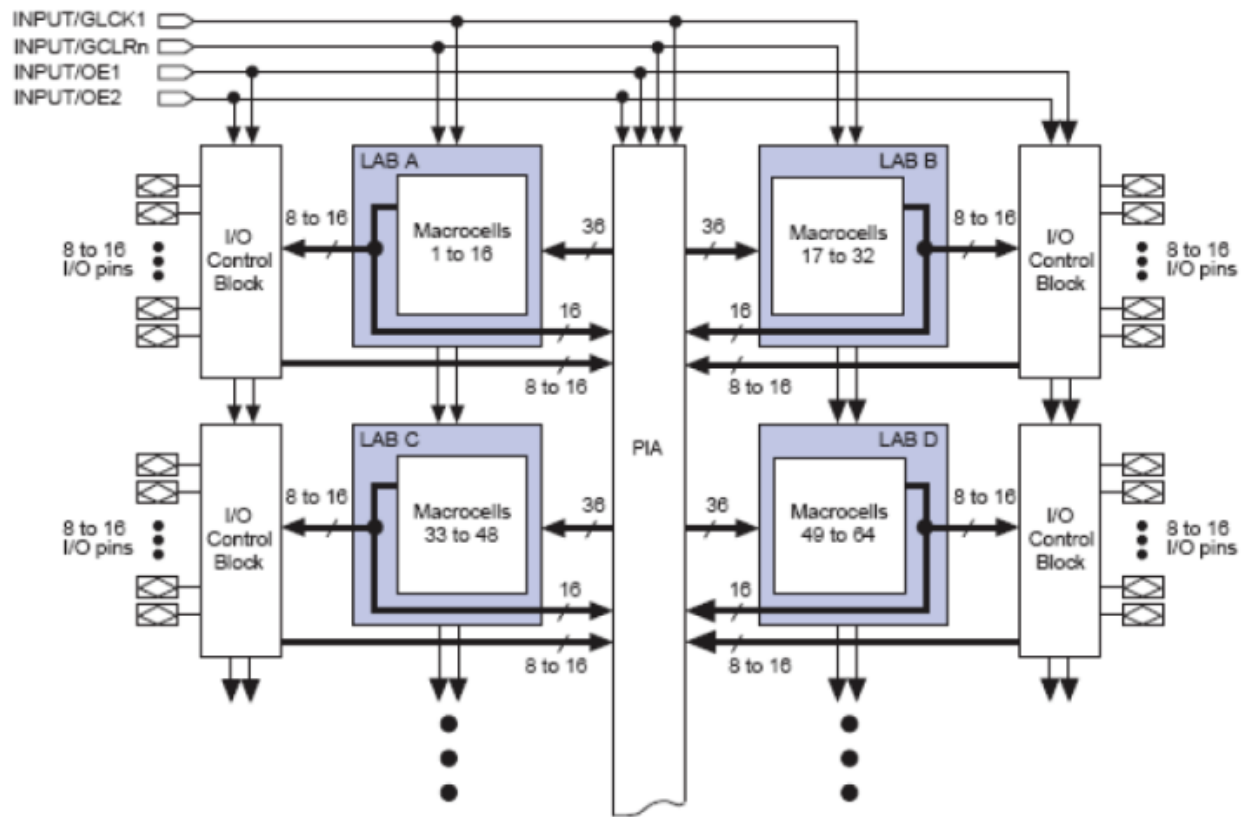 INPUT/GLCK1
INPUT/GCLRn
INPUT/OE1
INPUT/OE2
LAB A
LAB B
8 to 16
I/O pins
I/O
Control
Block
8 to 16
Macrocells
1 to 16
36
16
8 to 16
PIA
36
Macrocells
17 to 32
16
8 to 16
8 to 16
I/O
Control
Block
8 to 16
I/O pins
LAB C
LAB D
8 to 16
I/O pins
I/O
Control
Block
8 to 16
Macrocells
33 to 48
36
16
8 to 16
36
Macrocells
49 to 64
16
8 to 16
8 to 16
I/O
Control
Block
8 to 16
I/O pins